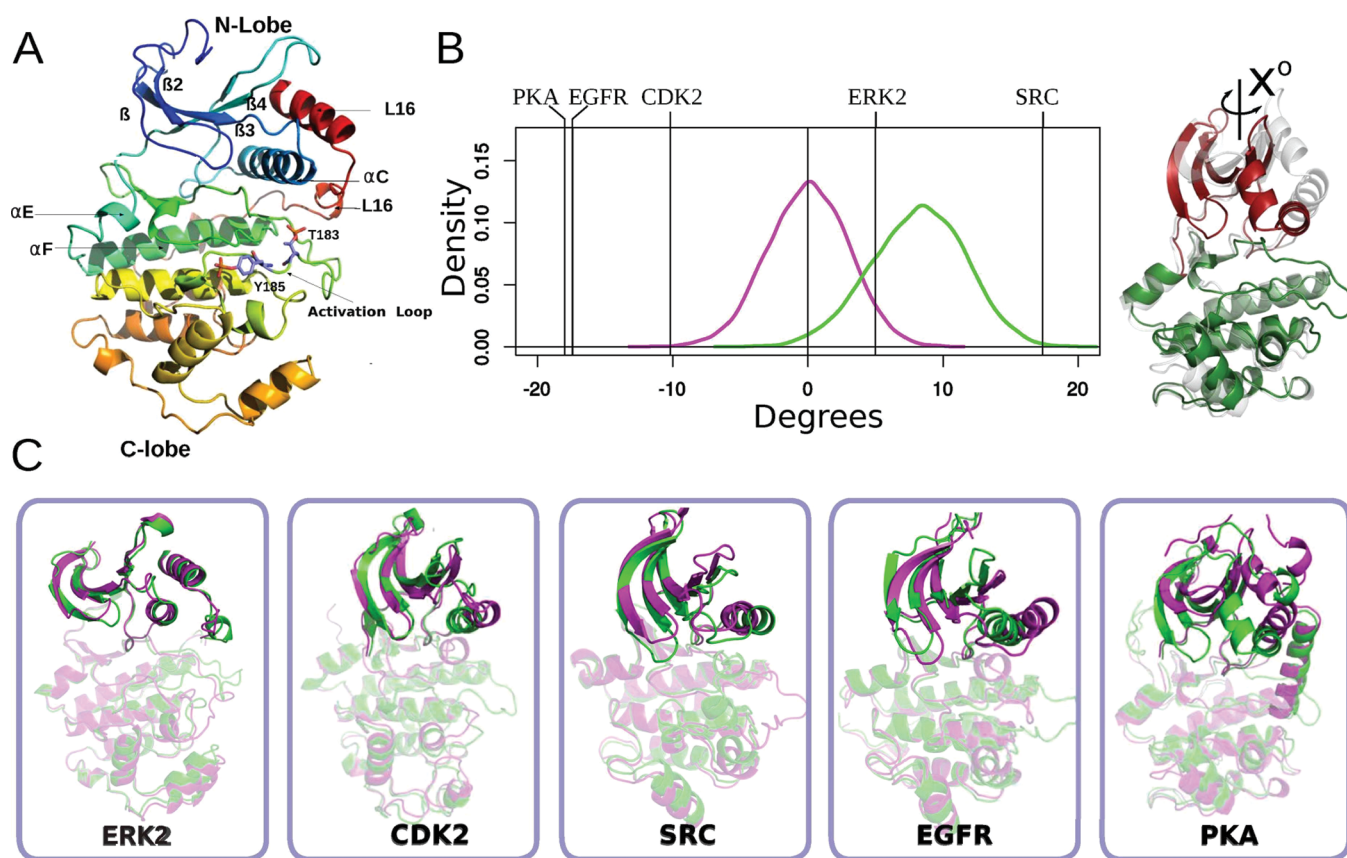 A
N-Lobe
ß2
ß
ß4
ß3
L16
αC
L16
αE
αF
T183
Y185
Activation Loop
C-lobe
B
PKA EGFR CDK2 ERK2 SRC
Density
0.15
0.10
0.05
0.00
-20 -10 0 10 20
Degrees
X°
C
ERK2 CDK2 SRC EGFR PKA